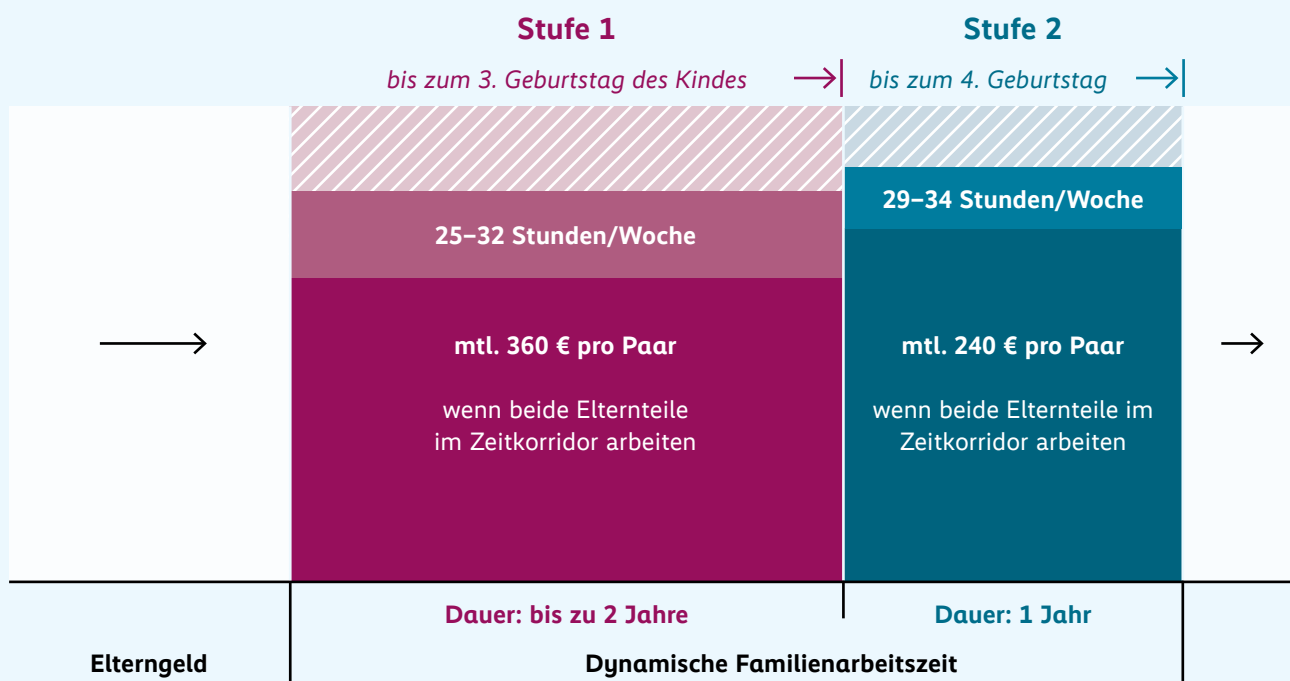 Stufe 1
bis zum 3. Geburtstag des Kindes
Stufe 2
bis zum 4. Geburtstag
25–32 Stunden/Woche
29–34 Stunden/Woche
mtl. 360 € pro Paar
wenn beide Elternteile
im Zeitkorridor arbeiten
mtl. 240 € pro Paar
wenn beide Elternteile im
Zeitkorridor arbeiten
Dauer: bis zu 2 Jahre
Dauer: 1 Jahr
Elterngeld
Dynamische Familienarbeitszeit